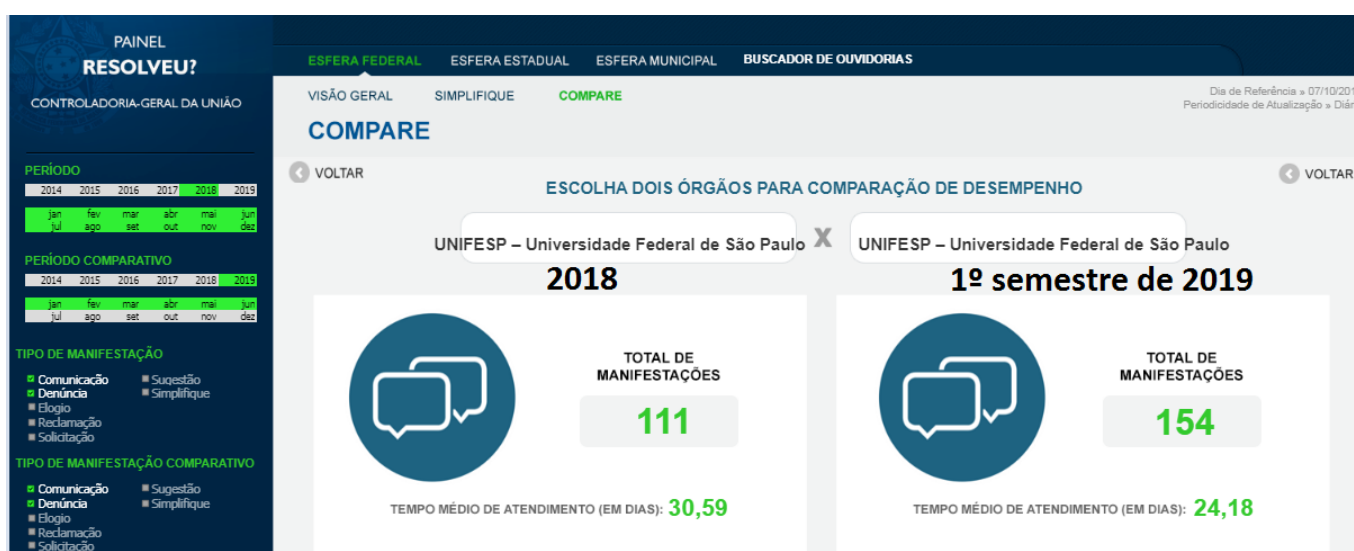 PAINEL
RESOLVEU?
CONTROLADORIA-GERAL DA UNIÃO
PERÍODO
2014 2015 2016 2017 2018 2019
jan fev mar abr mai jun
jul ago set out nov dez
PERÍODO COMPARATIVO
2014 2015 2016 2017 2018 2019
jan fev mar abr mai jun
jul ago set out nov dez
TIPO DE MANIFESTAÇÃO
Comunicação Sugestão
Denúncia Simplifique
Elogio
Reclamação
Solicitação
TIPO DE MANIFESTAÇÃO COMPARATIVO
Comunicação Sugestão
Denúncia Simplifique
Elogio
Reclamação
Solicitação
ESFERA FEDERAL ESFERA ESTADUAL ESFERA MUNICIPAL BUSCADOR DE OUVIDORIAS
VISÃO GERAL SIMPLIFIQUE COMPARE
Dia de Referência » 07/10/201
Periodicidade de Atualização » Diár
COMPARE
VOLTAR VOLTAR
ESCOLHA DOIS ÓRGÃOS PARA COMPARAÇÃO DE DESEMPENHO
UNIFESP – Universidade Federal de São Paulo X UNIFESP – Universidade Federal de São Paulo
2018 1º semestre de 2019
TOTAL DE
MANIFESTAÇÕES
111
TEMPO MÉDIO DE ATENDIMENTO (EM DIAS): 30,59
TOTAL DE
MANIFESTAÇÕES
154
TEMPO MÉDIO DE ATENDIMENTO (EM DIAS): 24,18